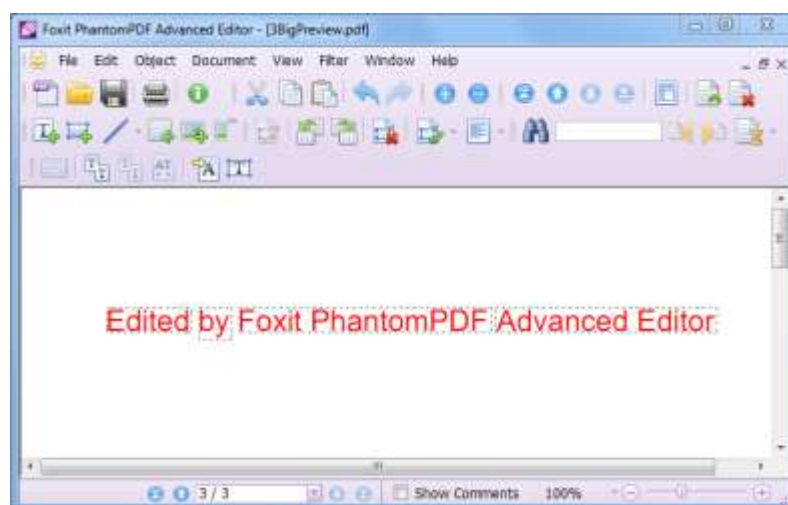 Foxit PhantomPDF Advanced Editor - [3BigPreview.pdf]
File Edit Object Document View Filter Window Help
Edited by Foxit PhantomPDF Advanced Editor
3 / 3 Show Comments 100%